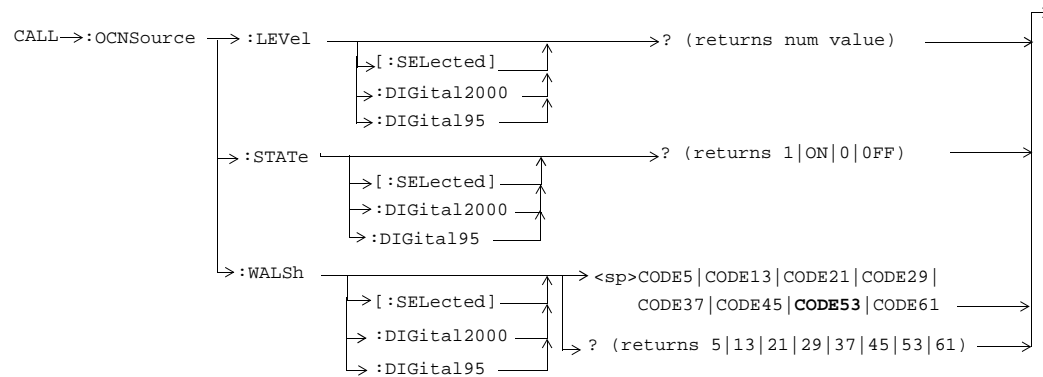 CALL :OCNSource :LEVel ? (returns num value)
[:SELected]
:DIGital2000
:DIGital95
:STATe ? (returns 1|ON|0|0FF)
[:SELected]
:DIGital2000
:DIGital95
:WALSh <sp>CODE5|CODE13|CODE21|CODE29|
[:SELected] CODE37|CODE45|CODE53|CODE61
:DIGital2000 ? (returns 5|13|21|29|37|45|53|61)
:DIGital95